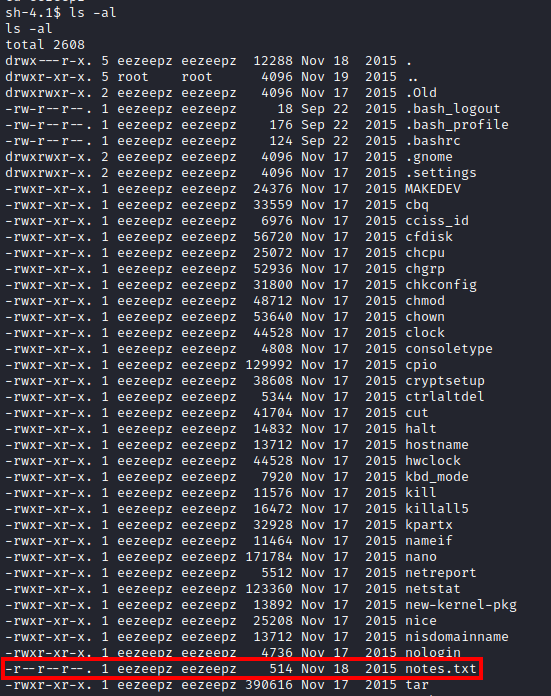 sh-4.1$ ls -al
ls -al
total 2608
drwx---r-x. 5 eezeepz eezeepz  12288 Nov 18  2015 .
drwxr-xr-x. 5 root    root      4096 Nov 19  2015 ..
drwxrwxr-x. 2 eezeepz eezeepz   4096 Nov 17  2015 .Old
-rw-r--r--. 1 eezeepz eezeepz     18 Sep 22  2015 .bash_logout
-rw-r--r--. 1 eezeepz eezeepz    176 Sep 22  2015 .bash_profile
-rw-r--r--. 1 eezeepz eezeepz    124 Sep 22  2015 .bashrc
drwxrwxr-x. 2 eezeepz eezeepz   4096 Nov 17  2015 .gnome
drwxrwxr-x. 2 eezeepz eezeepz   4096 Nov 17  2015 .settings
-rwxr-xr-x. 1 eezeepz eezeepz  24376 Nov 17  2015 MAKEDEV
-rwxr-xr-x. 1 eezeepz eezeepz  33559 Nov 17  2015 cbq
-rwxr-xr-x. 1 eezeepz eezeepz   6976 Nov 17  2015 cciss_id
-rwxr-xr-x. 1 eezeepz eezeepz  56720 Nov 17  2015 cfdisk
-rwxr-xr-x. 1 eezeepz eezeepz  25072 Nov 17  2015 chcpu
-rwxr-xr-x. 1 eezeepz eezeepz  52936 Nov 17  2015 chgrp
-rwxr-xr-x. 1 eezeepz eezeepz  31800 Nov 17  2015 chkconfig
-rwxr-xr-x. 1 eezeepz eezeepz  48712 Nov 17  2015 chmod
-rwxr-xr-x. 1 eezeepz eezeepz  53640 Nov 17  2015 chown
-rwxr-xr-x. 1 eezeepz eezeepz  44528 Nov 17  2015 clock
-rwxr-xr-x. 1 eezeepz eezeepz   4808 Nov 17  2015 consoletype
-rwxr-xr-x. 1 eezeepz eezeepz 129992 Nov 17  2015 cpio
-rwxr-xr-x. 1 eezeepz eezeepz  38608 Nov 17  2015 cryptsetup
-rwxr-xr-x. 1 eezeepz eezeepz   5344 Nov 17  2015 ctrlaltdel
-rwxr-xr-x. 1 eezeepz eezeepz  41704 Nov 17  2015 cut
-rwxr-xr-x. 1 eezeepz eezeepz  14832 Nov 17  2015 halt
-rwxr-xr-x. 1 eezeepz eezeepz  13712 Nov 17  2015 hostname
-rwxr-xr-x. 1 eezeepz eezeepz  44528 Nov 17  2015 hwclock
-rwxr-xr-x. 1 eezeepz eezeepz   7920 Nov 17  2015 kbd_mode
-rwxr-xr-x. 1 eezeepz eezeepz  11576 Nov 17  2015 kill
-rwxr-xr-x. 1 eezeepz eezeepz  16472 Nov 17  2015 killall5
-rwxr-xr-x. 1 eezeepz eezeepz  32928 Nov 17  2015 kpartx
-rwxr-xr-x. 1 eezeepz eezeepz  11464 Nov 17  2015 nameif
-rwxr-xr-x. 1 eezeepz eezeepz 171784 Nov 17  2015 nano
-rwxr-xr-x. 1 eezeepz eezeepz   5512 Nov 17  2015 netreport
-rwxr-xr-x. 1 eezeepz eezeepz 123360 Nov 17  2015 netstat
-rwxr-xr-x. 1 eezeepz eezeepz  13892 Nov 17  2015 new-kernel-pkg
-rwxr-xr-x. 1 eezeepz eezeepz  25208 Nov 17  2015 nice
-rwxr-xr-x. 1 eezeepz eezeepz  13712 Nov 17  2015 nisdomainname
-rwxr-xr-x. 1 eezeepz eezeepz   4736 Nov 17  2015 nologin
-r--r--r--. 1 eezeepz eezeepz    514 Nov 18  2015 notes.txt
-rwxr-xr-x. 1 eezeepz eezeepz 390616 Nov 17  2015 tar